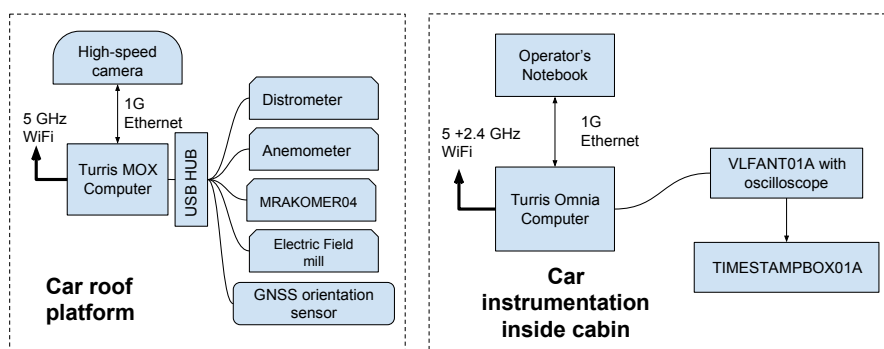 High-speed
camera
5 GHz
WiFi
1G
Ethernet
Turris MOX
Computer
USB HUB
Distrometer
Anemometer
MRAKOMER04
Electric Field
mill
GNSS orientation
sensor
Car roof
platform
Operator's
Notebook
5 +2.4 GHz
WiFi
1G
Ethernet
Turris Omnia
Computer
VLFANT01A with
oscilloscope
TIMESTAMPBOX01A
Car
instrumentation
inside cabin